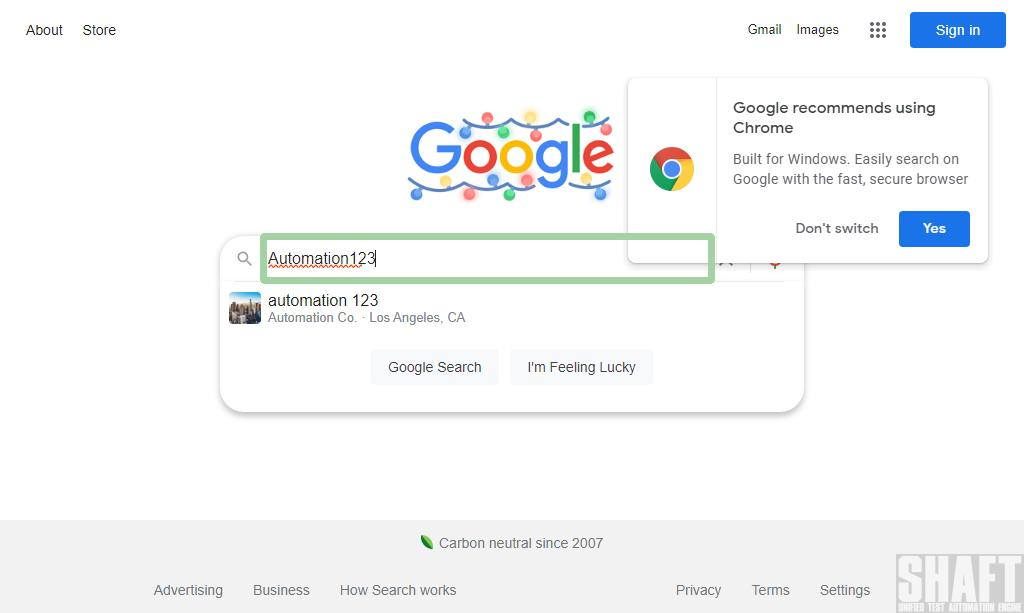 About Store Gmail Images Sign in
Google
Google recommends using
Chrome
Built for Windows. Easily search on
Google with the fast, secure browser
Don't switch Yes
Automation123
automation 123
Automation Co. · Los Angeles, CA
Google Search I'm Feeling Lucky
Carbon neutral since 2007
Advertising Business How Search works Privacy Terms Settings
SHAFT
UNIFIED TEST AUTOMATION ENGINE